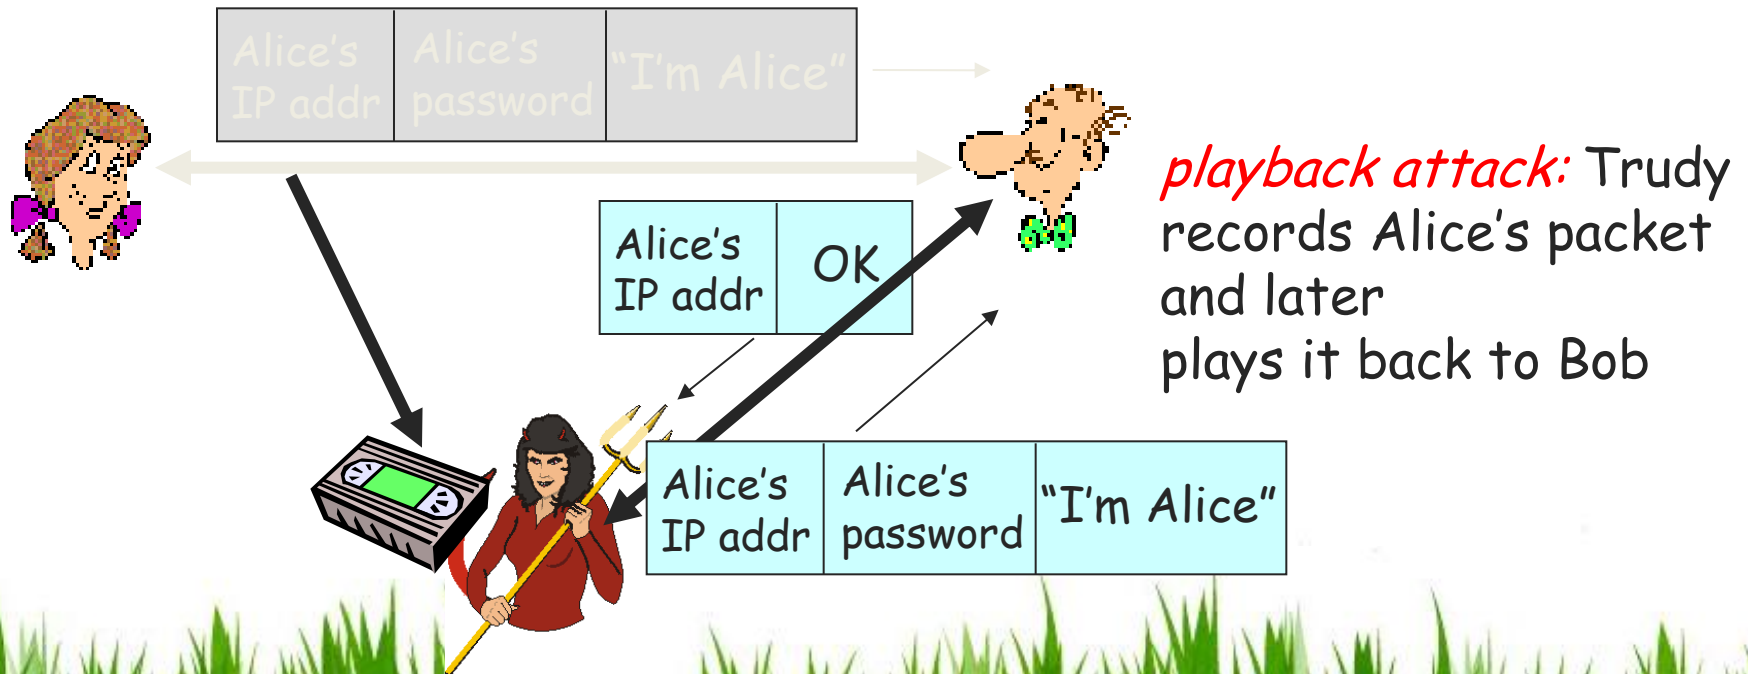 Alice's
IP addr
Alice's
password
“I'm Alice”
playback attack: Trudy
records Alice's packet
and later
plays it back to Bob
Alice's
IP addr
OK
Alice's
IP addr
Alice's
password
“I'm Alice”